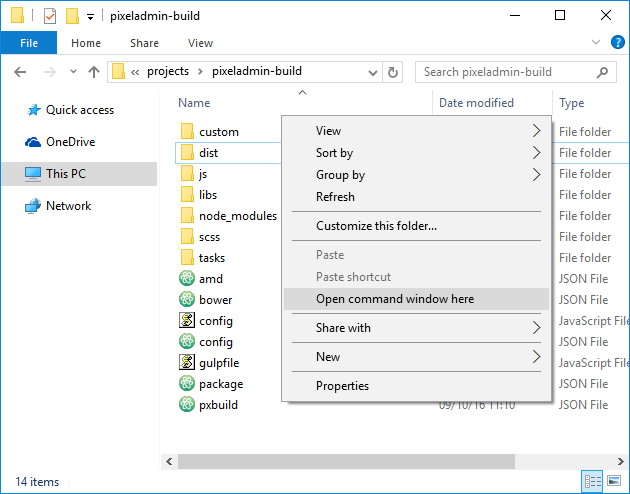 pixeladmin-build
File Home Share View
projects pixeladmin-build Search pixeladmin-build
Name Date modified Type
Quick access
OneDrive
This PC
Network
custom File folder
dist File folder
js File folder
libs File folder
node_modules File folder
scss File folder
tasks File folder
amd JSON File
bower JSON File
config JavaScript File
config JSON File
gulpfile JavaScript File
package JSON File
pxbuild 09/10/16 11:10 JSON File
View
Sort by
Group by
Refresh
Customize this folder...
Paste
Paste shortcut
Open command window here
Share with
New
Properties
14 items